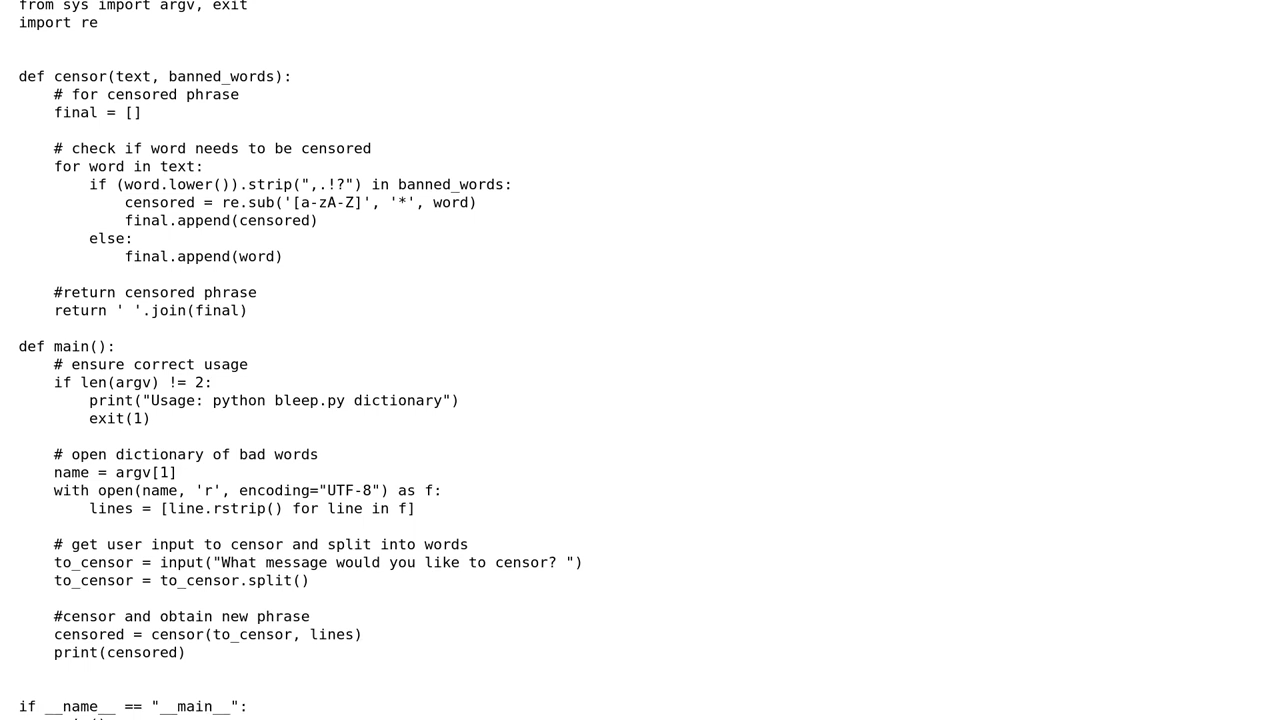 from sys import argv, exit
import re


def censor(text, banned_words):
    # for censored phrase
    final = []

    # check if word needs to be censored
    for word in text:
        if (word.lower()).strip(",.!?") in banned_words:
            censored = re.sub('[a-zA-Z]', '*', word)
            final.append(censored)
        else:
            final.append(word)

    #return censored phrase
    return ' '.join(final)

def main():
    # ensure correct usage
    if len(argv) != 2:
        print("Usage: python bleep.py dictionary")
        exit(1)

    # open dictionary of bad words
    name = argv[1]
    with open(name, 'r', encoding="UTF-8") as f:
        lines = [line.rstrip() for line in f]

    # get user input to censor and split into words
    to_censor = input("What message would you like to censor? ")
    to_censor = to_censor.split()

    #censor and obtain new phrase
    censored = censor(to_censor, lines)
    print(censored)


if __name__ == "__main__":